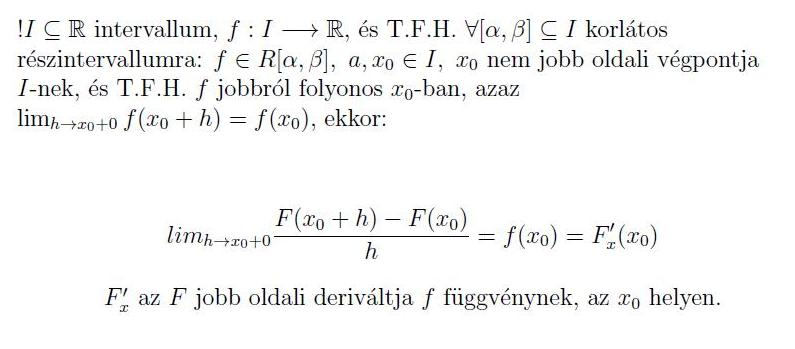 !I ⊆ ℝ intervallum, f : I ⟶ ℝ, és T.F.H. ∀[α, β] ⊆ I korlátos
részintervallumra: f ∈ R[α, β], a, x₀ ∈ I, x₀ nem jobb oldali végpontja
I-nek, és T.F.H. f jobbról folyonos x₀-ban, azaz
lim_{h→x₀+0} f(x₀ + h) = f(x₀), ekkor:
lim_{h→x₀+0} \frac{F(x₀ + h) − F(x₀)}{h} = f(x₀) = F′ₓ(x₀)
F′ₓ az F jobb oldali deriváltja f függvénynek, az x₀ helyen.